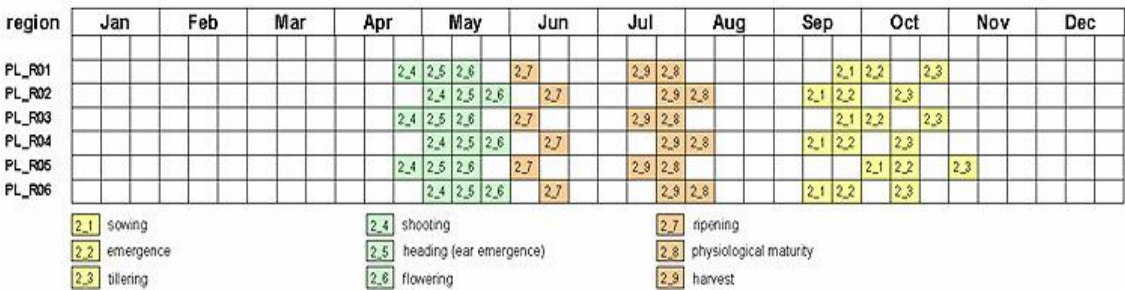 region Jan Feb Mar Apr May Jun Jul Aug Sep Oct Nov Dec
PL_R01 2_4 2_5 2_6 2_7 2_9 2_8 2_1 2_2 2_3
PL_R02 2_4 2_5 2_6 2_7 2_9 2_8 2_1 2_2 2_3
PL_R03 2_4 2_5 2_6 2_7 2_9 2_8 2_1 2_2 2_3
PL_R04 2_4 2_5 2_6 2_7 2_9 2_8 2_1 2_2 2_3
PL_R05 2_4 2_5 2_6 2_7 2_9 2_8 2_1 2_2 2_3
PL_R06 2_4 2_5 2_6 2_7 2_9 2_8 2_1 2_2 2_3
2_1 sowing 2_4 shooting 2_7 ripening
2_2 emergence 2_5 heading (ear emergence) 2_8 physiological maturity
2_3 tillering 2_6 flowering 2_9 harvest